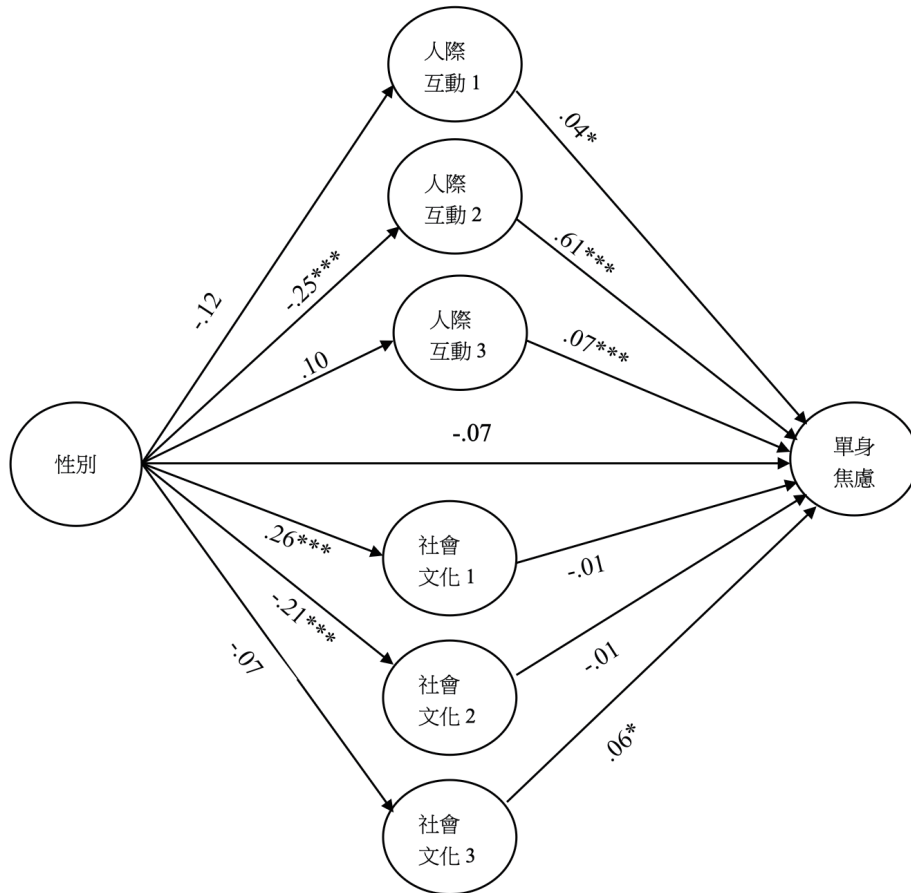 人際
互動 1
.04*
人際
互動 2
-.12
-.25***
.61***
人際
互動 3
.10
.07***
-.07
性別
單身
焦慮
.26***
社會
文化 1
-.01
-.21***
-.07
社會
文化 2
-.01
.06*
社會
文化 3